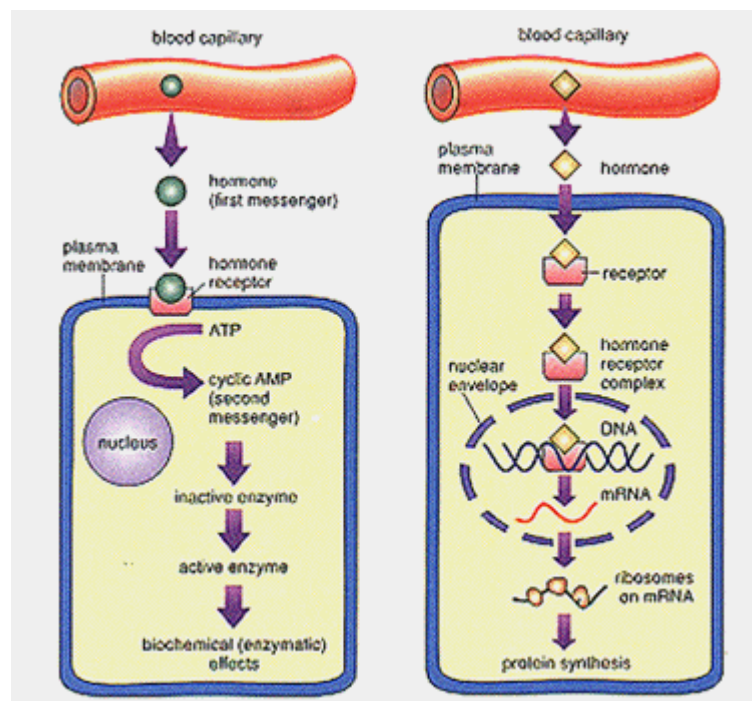 blood capillary
hormone
(first messenger)
plasma
membrane
hormone
receptor
ATP
cyclic AMP
(second
messenger)
nucleus
inactive enzyme
active enzyme
biochemical (enzymatic)
effects
blood capillary
plasma
membrane
hormone
receptor
hormone
receptor
complex
nuclear
envelope
DNA
mRNA
ribosomes
on mRNA
protein synthesis